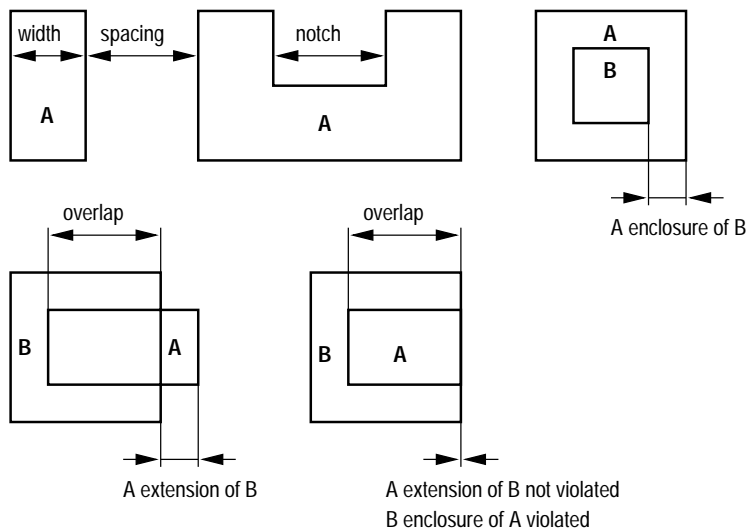 width
spacing
notch
A
B
A
A
A enclosure of B
overlap
overlap
B
A
B
A
A extension of B
A extension of B not violated
B enclosure of A violated